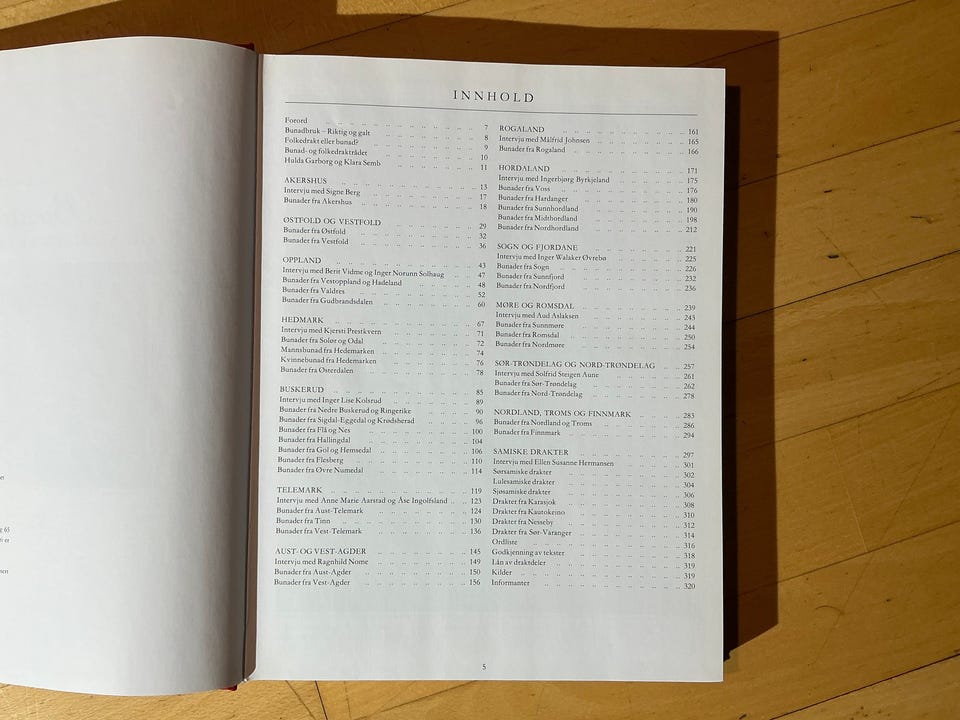 INNHOLD
Forord .. .. .. .. .. .. .. .. .. .. .. .. 7
Bunadbruk – Riktig og galt .. .. .. .. .. .. .. 8
Folkedrakt eller bunad? .. .. .. .. .. .. .. 9
Bunad- og folkedraktrådet .. .. .. .. .. .. .. 10
Hulda Garborg og Klara Semb .. .. .. .. .. .. 11
AKERSHUS .. .. .. .. .. .. .. .. .. .. 13
Intervju med Signe Berg .. .. .. .. .. .. .. 17
Bunader fra Akershus .. .. .. .. .. .. .. .. 18
ØSTFOLD OG VESTFOLD .. .. .. .. .. .. 29
Bunader fra Østfold .. .. .. .. .. .. .. .. 32
Bunader fra Vestfold .. .. .. .. .. .. .. .. 36
OPPLAND .. .. .. .. .. .. .. .. .. .. 43
Intervju med Berit Vidme og Inger Norunn Solhaug .. .. 47
Bunader fra Vestoppland og Hadeland .. .. .. .. .. 48
Bunader fra Valdres .. .. .. .. .. .. .. .. 52
Bunader fra Gudbrandsdalen .. .. .. .. .. .. .. 60
HEDMARK .. .. .. .. .. .. .. .. .. .. 67
Intervju med Kjersti Prestkvern .. .. .. .. .. .. 71
Bunader fra Solør og Odal .. .. .. .. .. .. .. 72
Mannsbunad fra Hedemarken .. .. .. .. .. .. 74
Kvinnebunad fra Hedemarken .. .. .. .. .. .. 76
Bunader fra Østerdalen .. .. .. .. .. .. .. 78
BUSKERUD .. .. .. .. .. .. .. .. .. .. 85
Intervju med Inger Lise Kolsrud .. .. .. .. .. .. 89
Bunader fra Nedre Buskerud og Ringerike .. .. .. .. 90
Bunader fra Sigdal-Eggedal og Krødsherad .. .. .. .. 96
Bunader fra Flå og Nes .. .. .. .. .. .. .. 100
Bunader fra Hallingdal .. .. .. .. .. .. .. 104
Bunader fra Gol og Hemsedal .. .. .. .. .. .. 106
Bunader fra Flesberg .. .. .. .. .. .. .. .. 110
Bunader fra Øvre Numedal .. .. .. .. .. .. .. 114
TELEMARK .. .. .. .. .. .. .. .. .. .. 119
Intervju med Anne Marie Aarstad og Åse Ingolfsland .. .. 123
Bunader fra Aust-Telemark .. .. .. .. .. .. .. 124
Bunader fra Tinn .. .. .. .. .. .. .. .. .. 130
Bunader fra Vest-Telemark .. .. .. .. .. .. .. 136
AUST- OG VEST-AGDER .. .. .. .. .. .. .. 145
Intervju med Ragnhild Nome .. .. .. .. .. .. 149
Bunader fra Aust-Agder .. .. .. .. .. .. .. 150
Bunader fra Vest-Agder .. .. .. .. .. .. .. 156
ROGALAND .. .. .. .. .. .. .. .. .. 161
Intervju med Målfrid Johnsen .. .. .. .. .. .. 165
Bunader fra Rogaland .. .. .. .. .. .. .. 166
HORDALAND .. .. .. .. .. .. .. .. .. 171
Intervju med Ingerbjørg Byrkjeland .. .. .. .. .. 175
Bunader fra Voss .. .. .. .. .. .. .. .. 176
Bunader fra Hardanger .. .. .. .. .. .. .. 180
Bunader fra Sunnhordland .. .. .. .. .. .. 190
Bunader fra Midthordland .. .. .. .. .. .. 198
Bunader fra Nordhordland .. .. .. .. .. .. 212
SOGN OG FJORDANE .. .. .. .. .. .. .. 221
Intervju med Inger Walaker Øvrebø .. .. .. .. .. 225
Bunader fra Sogn .. .. .. .. .. .. .. .. 226
Bunader fra Sunnfjord .. .. .. .. .. .. .. 232
Bunader fra Nordfjord .. .. .. .. .. .. .. 236
MØRE OG ROMSDAL .. .. .. .. .. .. .. 239
Intervju med Aud Aslaksen .. .. .. .. .. .. 243
Bunader fra Sunnmøre .. .. .. .. .. .. .. 244
Bunader fra Romsdal .. .. .. .. .. .. .. 250
Bunader fra Nordmøre .. .. .. .. .. .. .. 254
SØR-TRØNDELAG OG NORD-TRØNDELAG .. .. 257
Intervju med Solfrid Steigen Aune .. .. .. .. .. 261
Bunader fra Sør-Trøndelag .. .. .. .. .. .. 262
Bunader fra Nord-Trøndelag .. .. .. .. .. .. 278
NORDLAND, TROMS OG FINNMARK .. .. .. 283
Bunader fra Nordland og Troms .. .. .. .. .. 286
Bunader fra Finnmark .. .. .. .. .. .. .. 294
SAMISKE DRAKTER .. .. .. .. .. .. .. 297
Intervju med Ellen Susanne Hermansen .. .. .. .. 301
Sørsamiske drakter .. .. .. .. .. .. .. .. 302
Lulesamiske drakter .. .. .. .. .. .. .. .. 304
Sjøsamiske drakter .. .. .. .. .. .. .. .. 306
Drakter fra Karasjok .. .. .. .. .. .. .. 308
Drakter fra Kautokeino .. .. .. .. .. .. .. 310
Drakter fra Nesseby .. .. .. .. .. .. .. 312
Drakter fra Sør-Varanger .. .. .. .. .. .. 314
Ordliste .. .. .. .. .. .. .. .. .. .. 316
Godkjenning av tekster .. .. .. .. .. .. .. 318
Lån av draktdeler .. .. .. .. .. .. .. .. 319
Kilder .. .. .. .. .. .. .. .. .. .. 319
Informanter .. .. .. .. .. .. .. .. .. 320
5